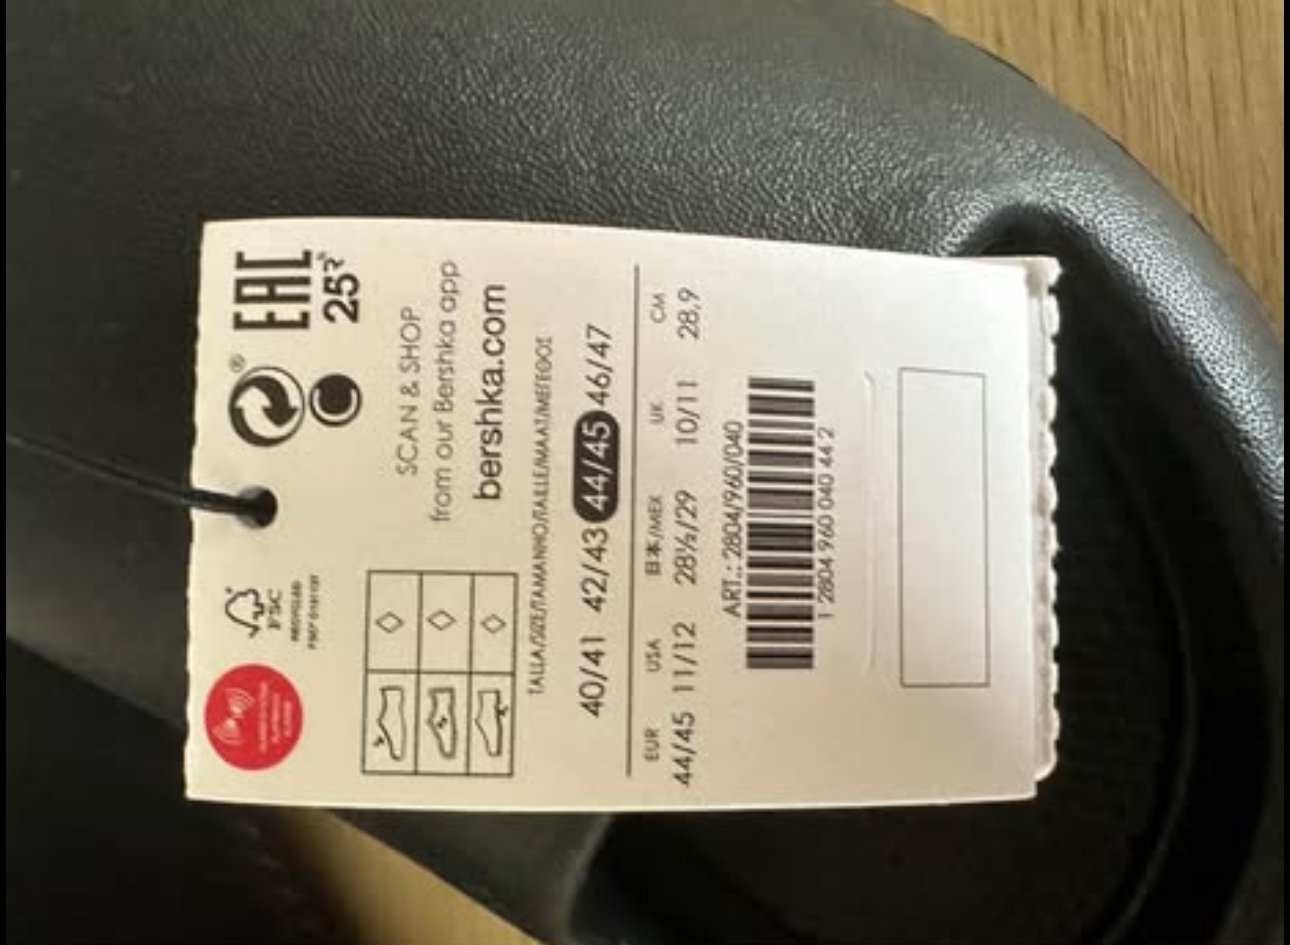 EAC
25
®
SCAN & SHOP
from our Bershka app
bershka.com
FSC
RECYCLED
TALLA/SIZE/TAMANHO/TAILLE/MAAT/ΜΕΓΕΘΟΣ
40/41 42/43 44/45 46/47
EUR USA 日本/MEX UK CM
44/45 11/12 28½/29 10/11 28,9
ART.: 2804/960/040
1 2804 960 040 44 2